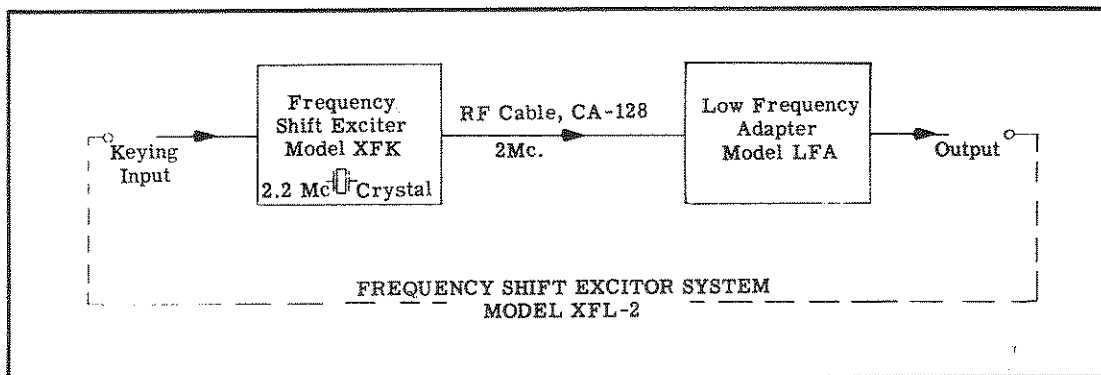 Keying
Input
Frequency
Shift Exciter
Model XFK
2.2 Mc Crystal
RF Cable, CA-128
2Mc.
Low Frequency
Adapter
Model LFA
Output
FREQUENCY SHIFT EXCITOR SYSTEM
MODEL XFL-2